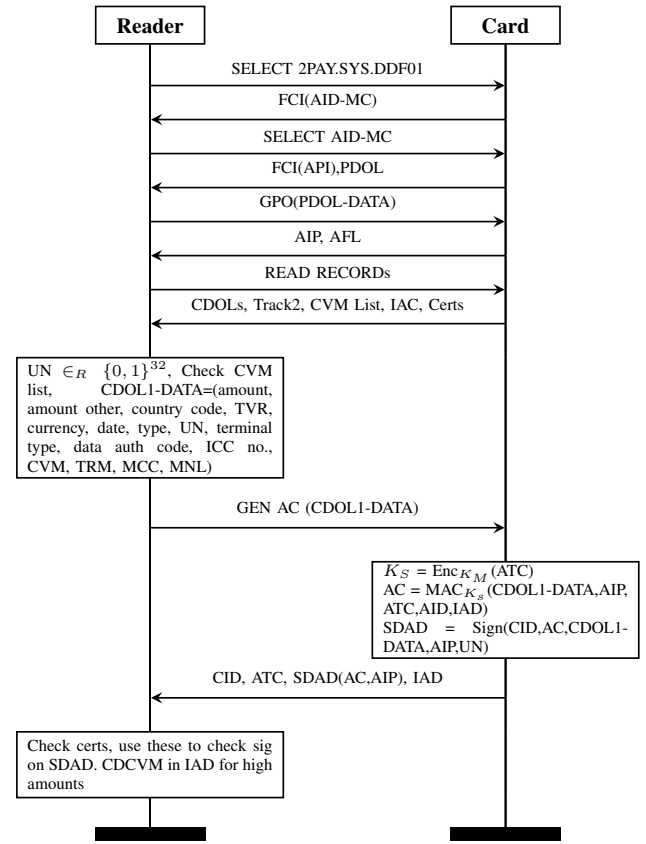 Reader Card
SELECT 2PAY.SYS.DDF01
FCI(AID-MC)
SELECT AID-MC
FCI(API),PDOL
GPO(PDOL-DATA)
AIP, AFL
READ RECORDs
CDOLs, Track2, CVM List, IAC, Certs
UN ∈R {0, 1}^32, Check CVM
list, CDOL1-DATA=(amount,
amount other, country code, TVR,
currency, date, type, UN, terminal
type, data auth code, ICC no.,
CVM, TRM, MCC, MNL)
GEN AC (CDOL1-DATA)
K_S = Enc_{K_M}(ATC)
AC = MAC_{K_s}(CDOL1-DATA,AIP,
ATC,AID,IAD)
SDAD = Sign(CID,AC,CDOL1-
DATA,AIP,UN)
CID, ATC, SDAD(AC,AIP), IAD
Check certs, use these to check sig
on SDAD. CDCVM in IAD for high
amounts